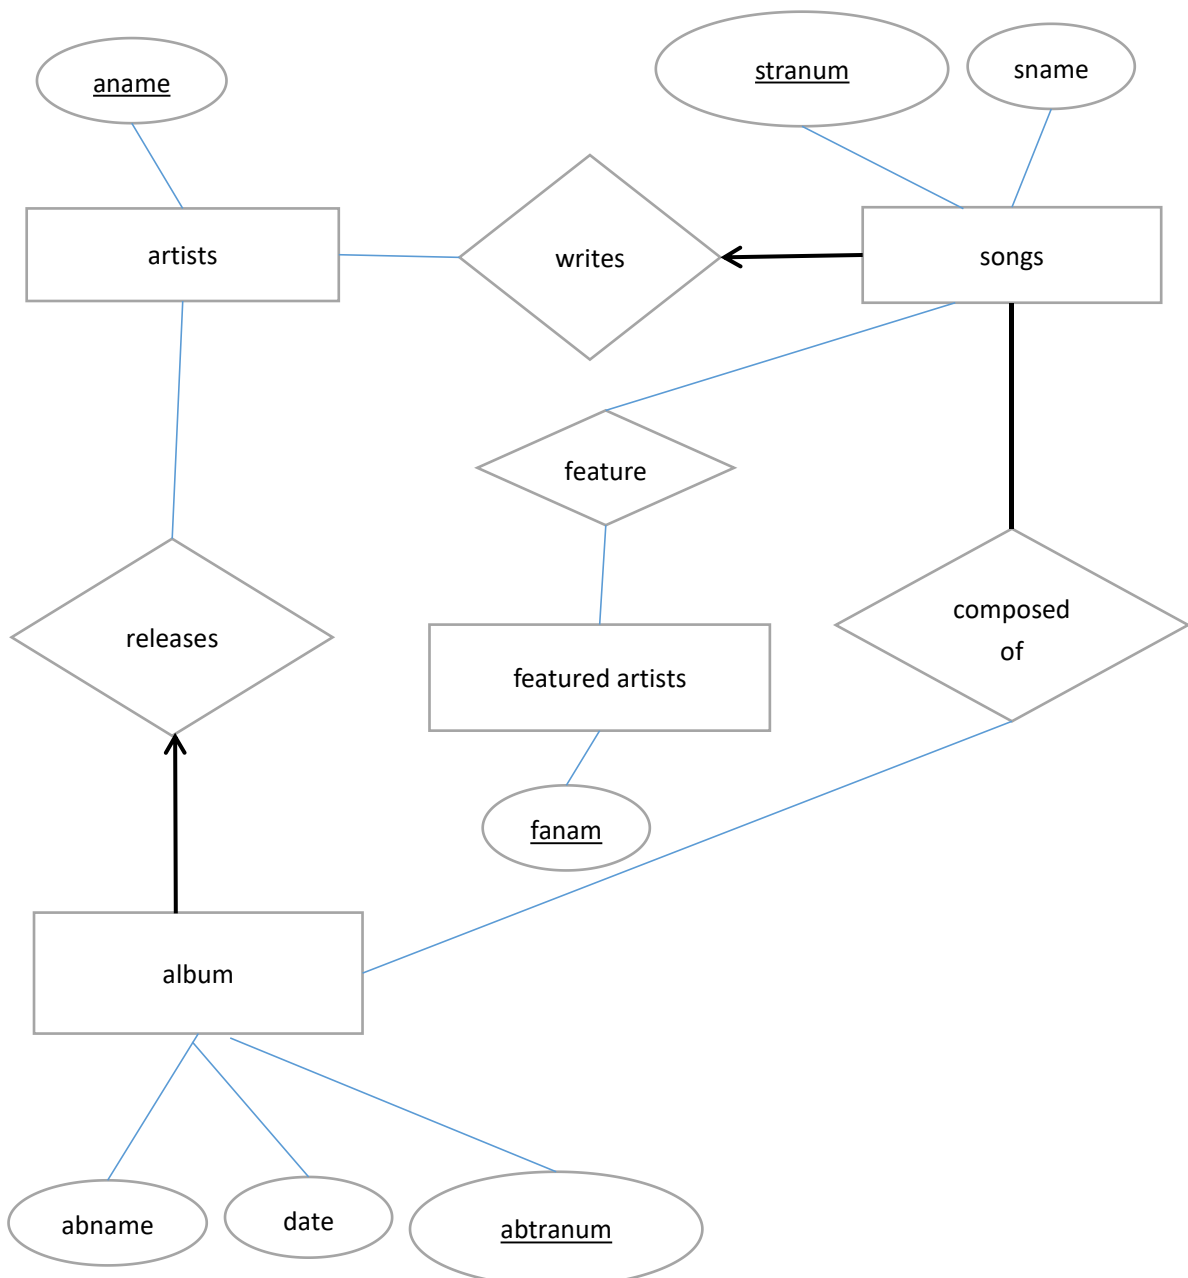 aname
stranum
sname
artists
writes
songs
feature
composed
of
releases
featured artists
fanam
album
abname
date
abtranum